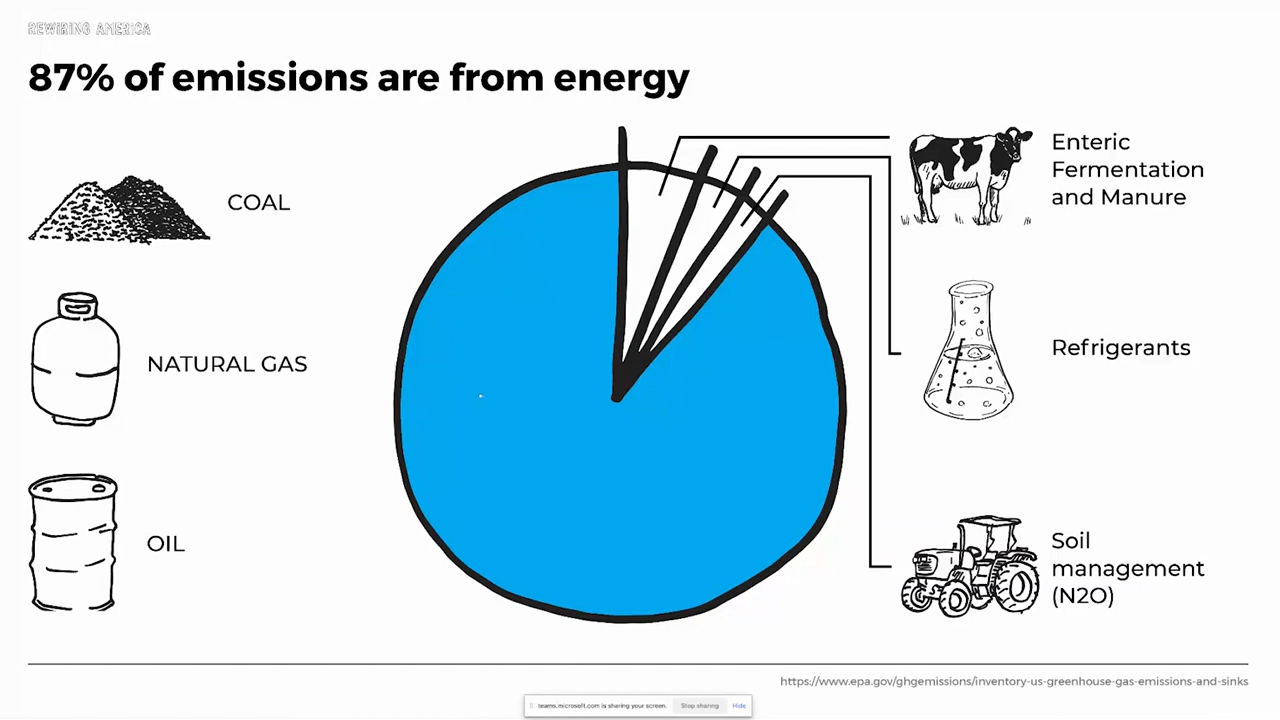 REWIRING AMERICA
87% of emissions are from energy
COAL
NATURAL GAS
OIL
Enteric
Fermentation
and Manure
Refrigerants
Soil
management
(N2O)
https://www.epa.gov/ghgemissions/inventory-us-greenhouse-gas-emissions-and-sinks
teams.microsoft.com is sharing your screen.
Stop sharing
Hide